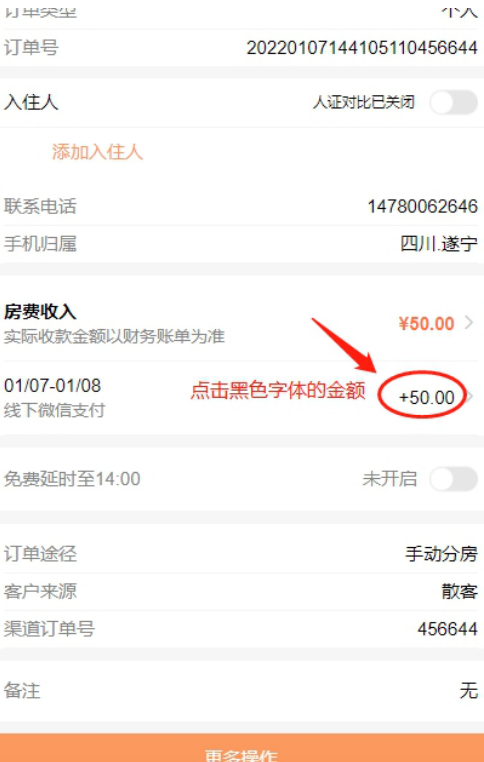 订单号 20220107144105110456644
入住人 人证对比已关闭
添加入住人
联系电话 14780062646
手机归属 四川.遂宁
房费收入
¥50.00
实际收款金额以财务账单为准
01/07-01/08
点击黑色字体的金额 +50.00
线下微信支付
免费延时至14:00 未开启
订单途径 手动分房
客户来源 散客
渠道订单号 456644
备注 无
更多操作